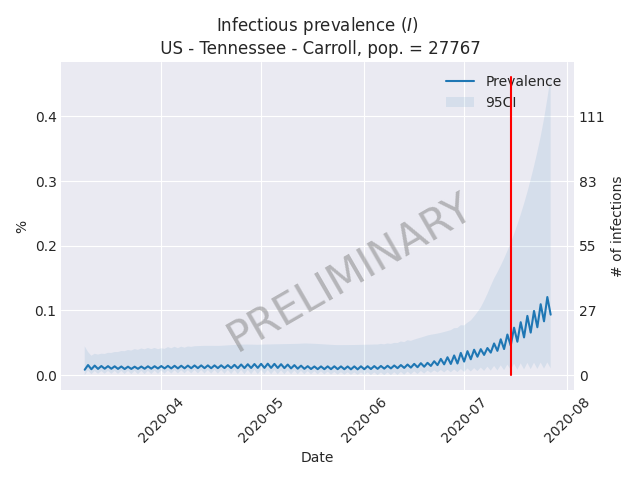 Infectious prevalence (I)
US - Tennessee - Carroll, pop. = 27767
Prevalence
95CI
0.4
0.3
0.2
0.1
0.0
%
111
83
55
27
0
# of infections
PRELIMINARY
2020-04
2020-05
2020-06
2020-07
2020-08
Date